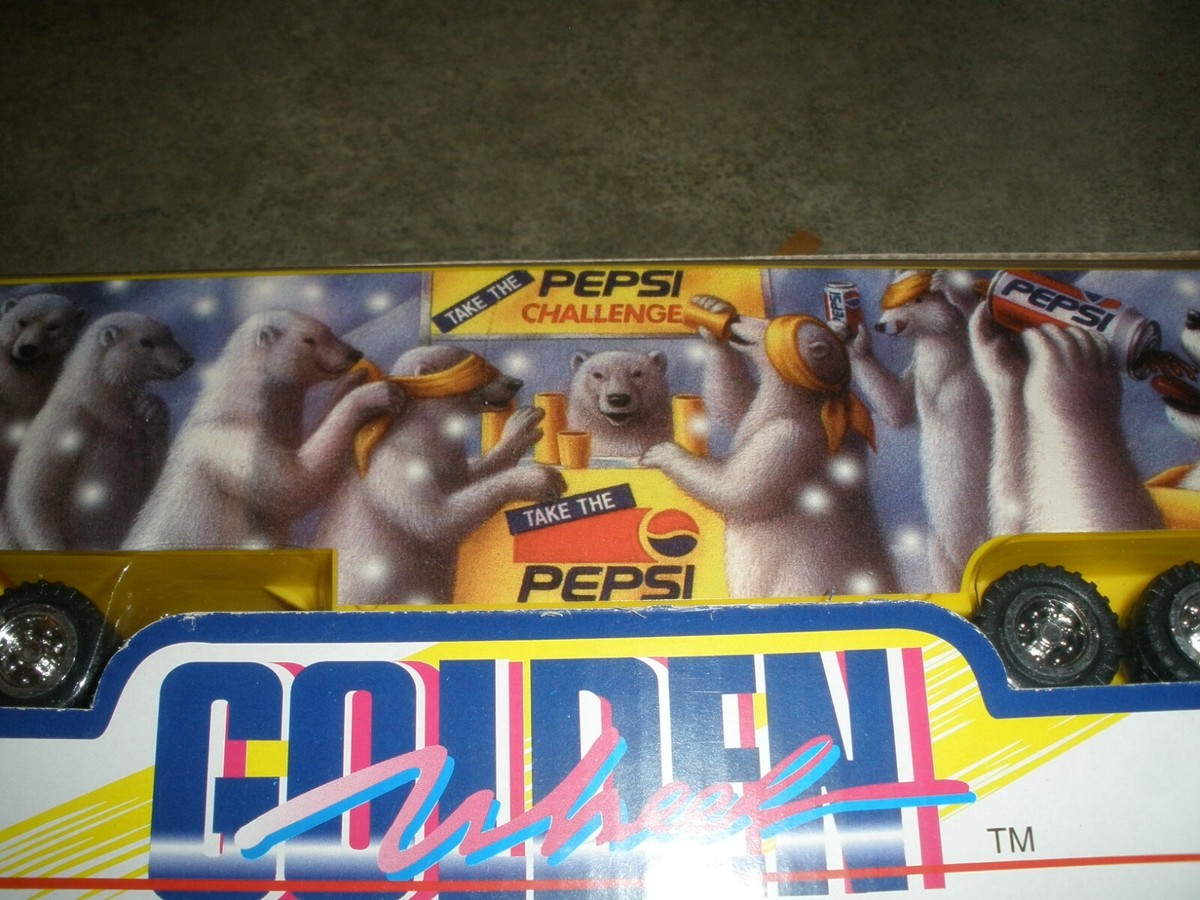 TAKE THE PEPSI
CHALLENGE
PEPSI
PEPSI
TAKE THE
PEPSI
GOLDEN
Wheel
TM